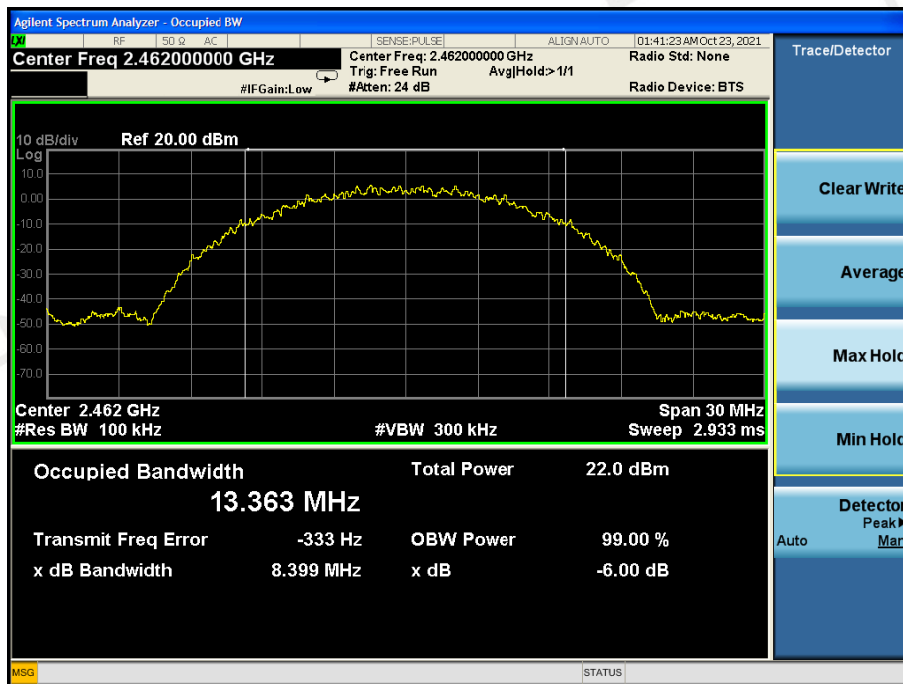 Agilent Spectrum Analyzer - Occupied BW
LXI RF 50 Ω AC SENSE:PULSE ALIGN AUTO 01:41:23 AM Oct 23, 2021
Center Freq 2.462000000 GHz
Center Freq: 2.462000000 GHz
Radio Std: None
Trig: Free Run Avg|Hold:>1/1
#IFGain:Low
#Atten: 24 dB
Radio Device: BTS
10 dB/div Ref 20.00 dBm
Log
10.0
0.00
-10.0
-20.0
-30.0
-40.0
-50.0
-60.0
-70.0
Center 2.462 GHz Span 30 MHz
#Res BW 100 kHz #VBW 300 kHz Sweep 2.933 ms
Occupied Bandwidth Total Power 22.0 dBm
13.363 MHz
Transmit Freq Error -333 Hz OBW Power 99.00 %
x dB Bandwidth 8.399 MHz x dB -6.00 dB
Trace/Detector
Clear Write
Average
Max Hold
Min Hold
Detector
Peak▶
Auto Man
MSG STATUS